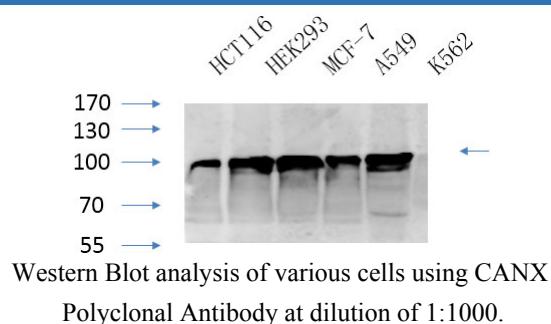 HCT116 HEK293 MCF-7 A549 K562
170
130
100
70
55
Western Blot analysis of various cells using CANX
Polyclonal Antibody at dilution of 1:1000.